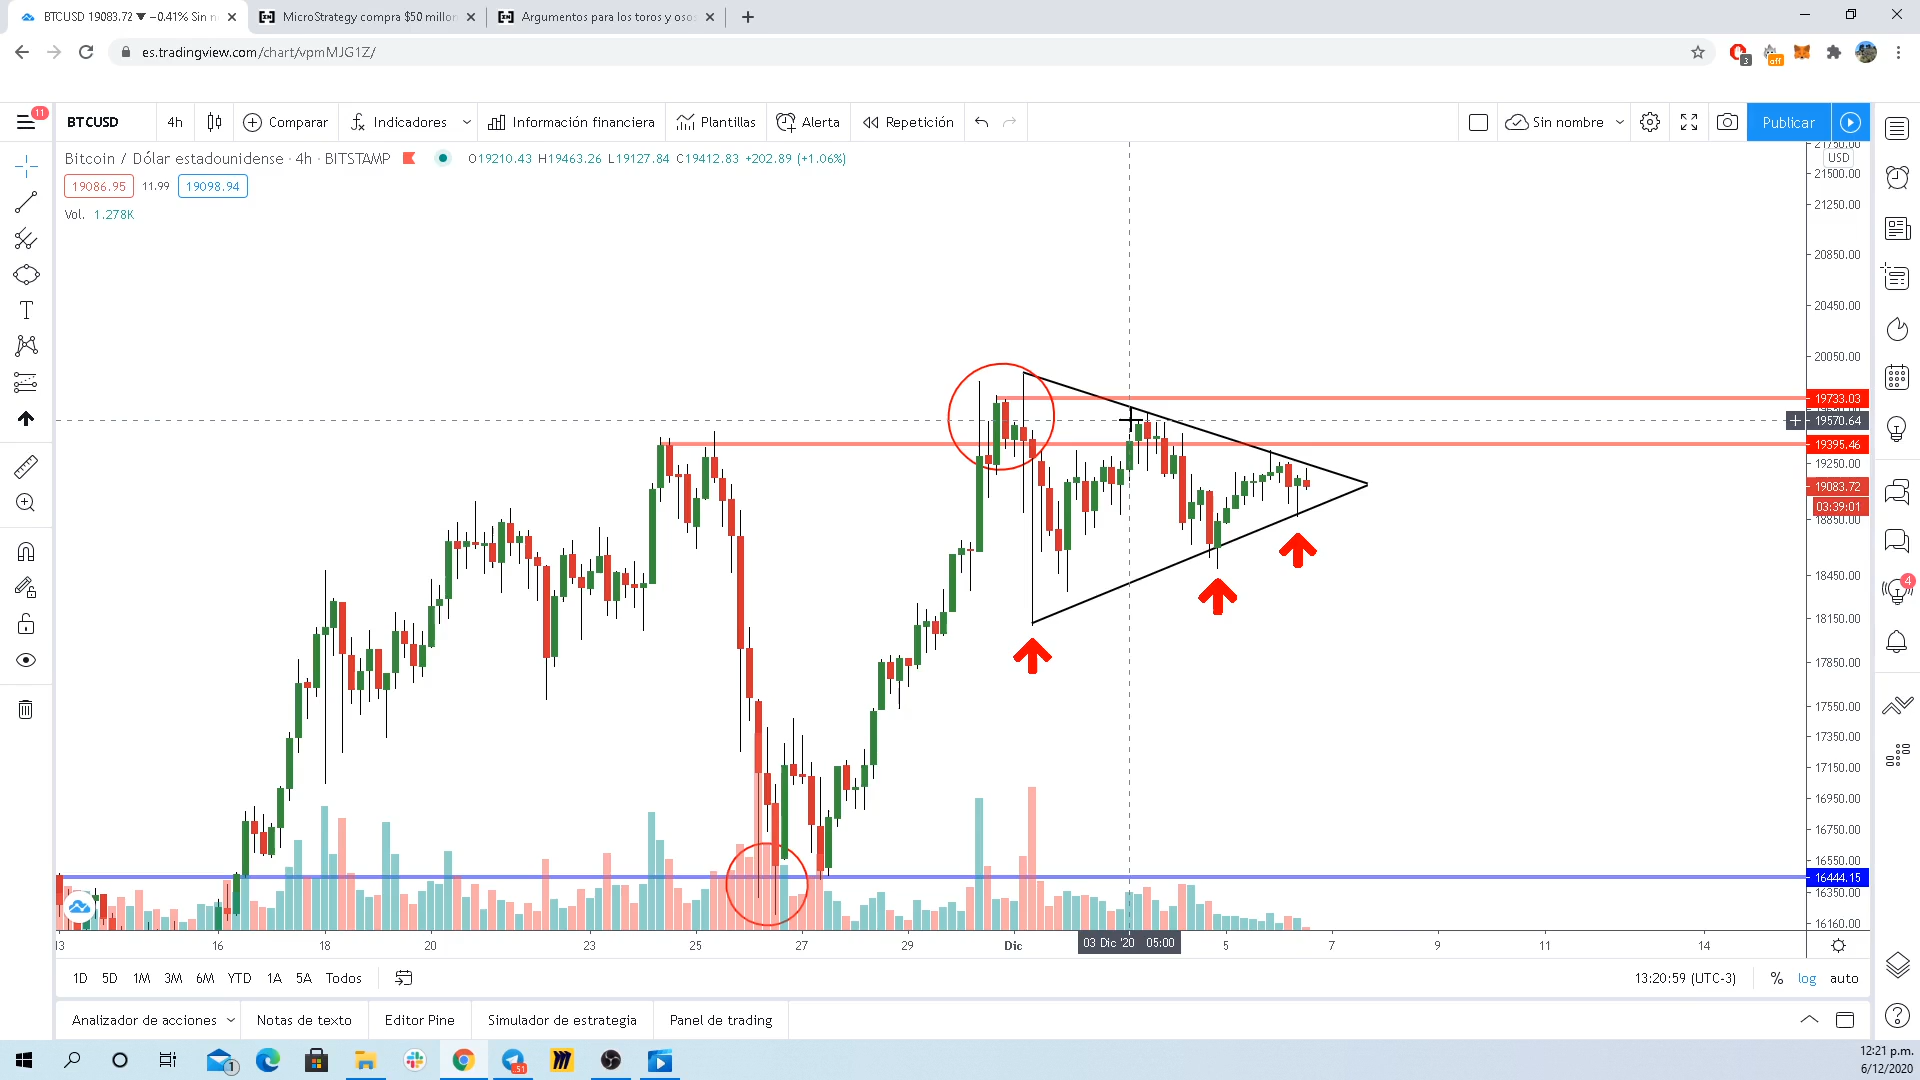 BTCUSD 19083.72 ▼ −0.41% Sin n
MicroStrategy compra $50 millon
Argumentos para los toros y oso
es.tradingview.com/chart/vpmMJG1Z/
3
off
11
BTCUSD
4h
Comparar
Indicadores
Información financiera
Plantillas
Alerta
Repetición
Sin nombre
Publicar
Bitcoin / Dólar estadounidense · 4h · BITSTAMP
O19210.43 H19463.26 L19127.84 C19412.83 +202.89 (+1.06%)
19086.95 11.99 19098.94
Vol. 1.278K
USD
21500.00
21250.00
20850.00
20450.00
20050.00
19733.03
19570.64
19395.46
19250.00
19083.72
03:39:01
18850.00
18450.00
18150.00
17850.00
17550.00
17350.00
17150.00
16950.00
16750.00
16550.00
16444.15
16350.00
16160.00
4
13 16 18 20 23 25 27 29 Dic 03 Dic '20 05:00 5 7 9 11 14
1D 5D 1M 3M 6M YTD 1A 5A Todos
13:20:59 (UTC-3) % log auto
Analizador de acciones
Notas de texto
Editor Pine
Simulador de estrategia
Panel de trading
1
51
12:21 p.m.
6/12/2020